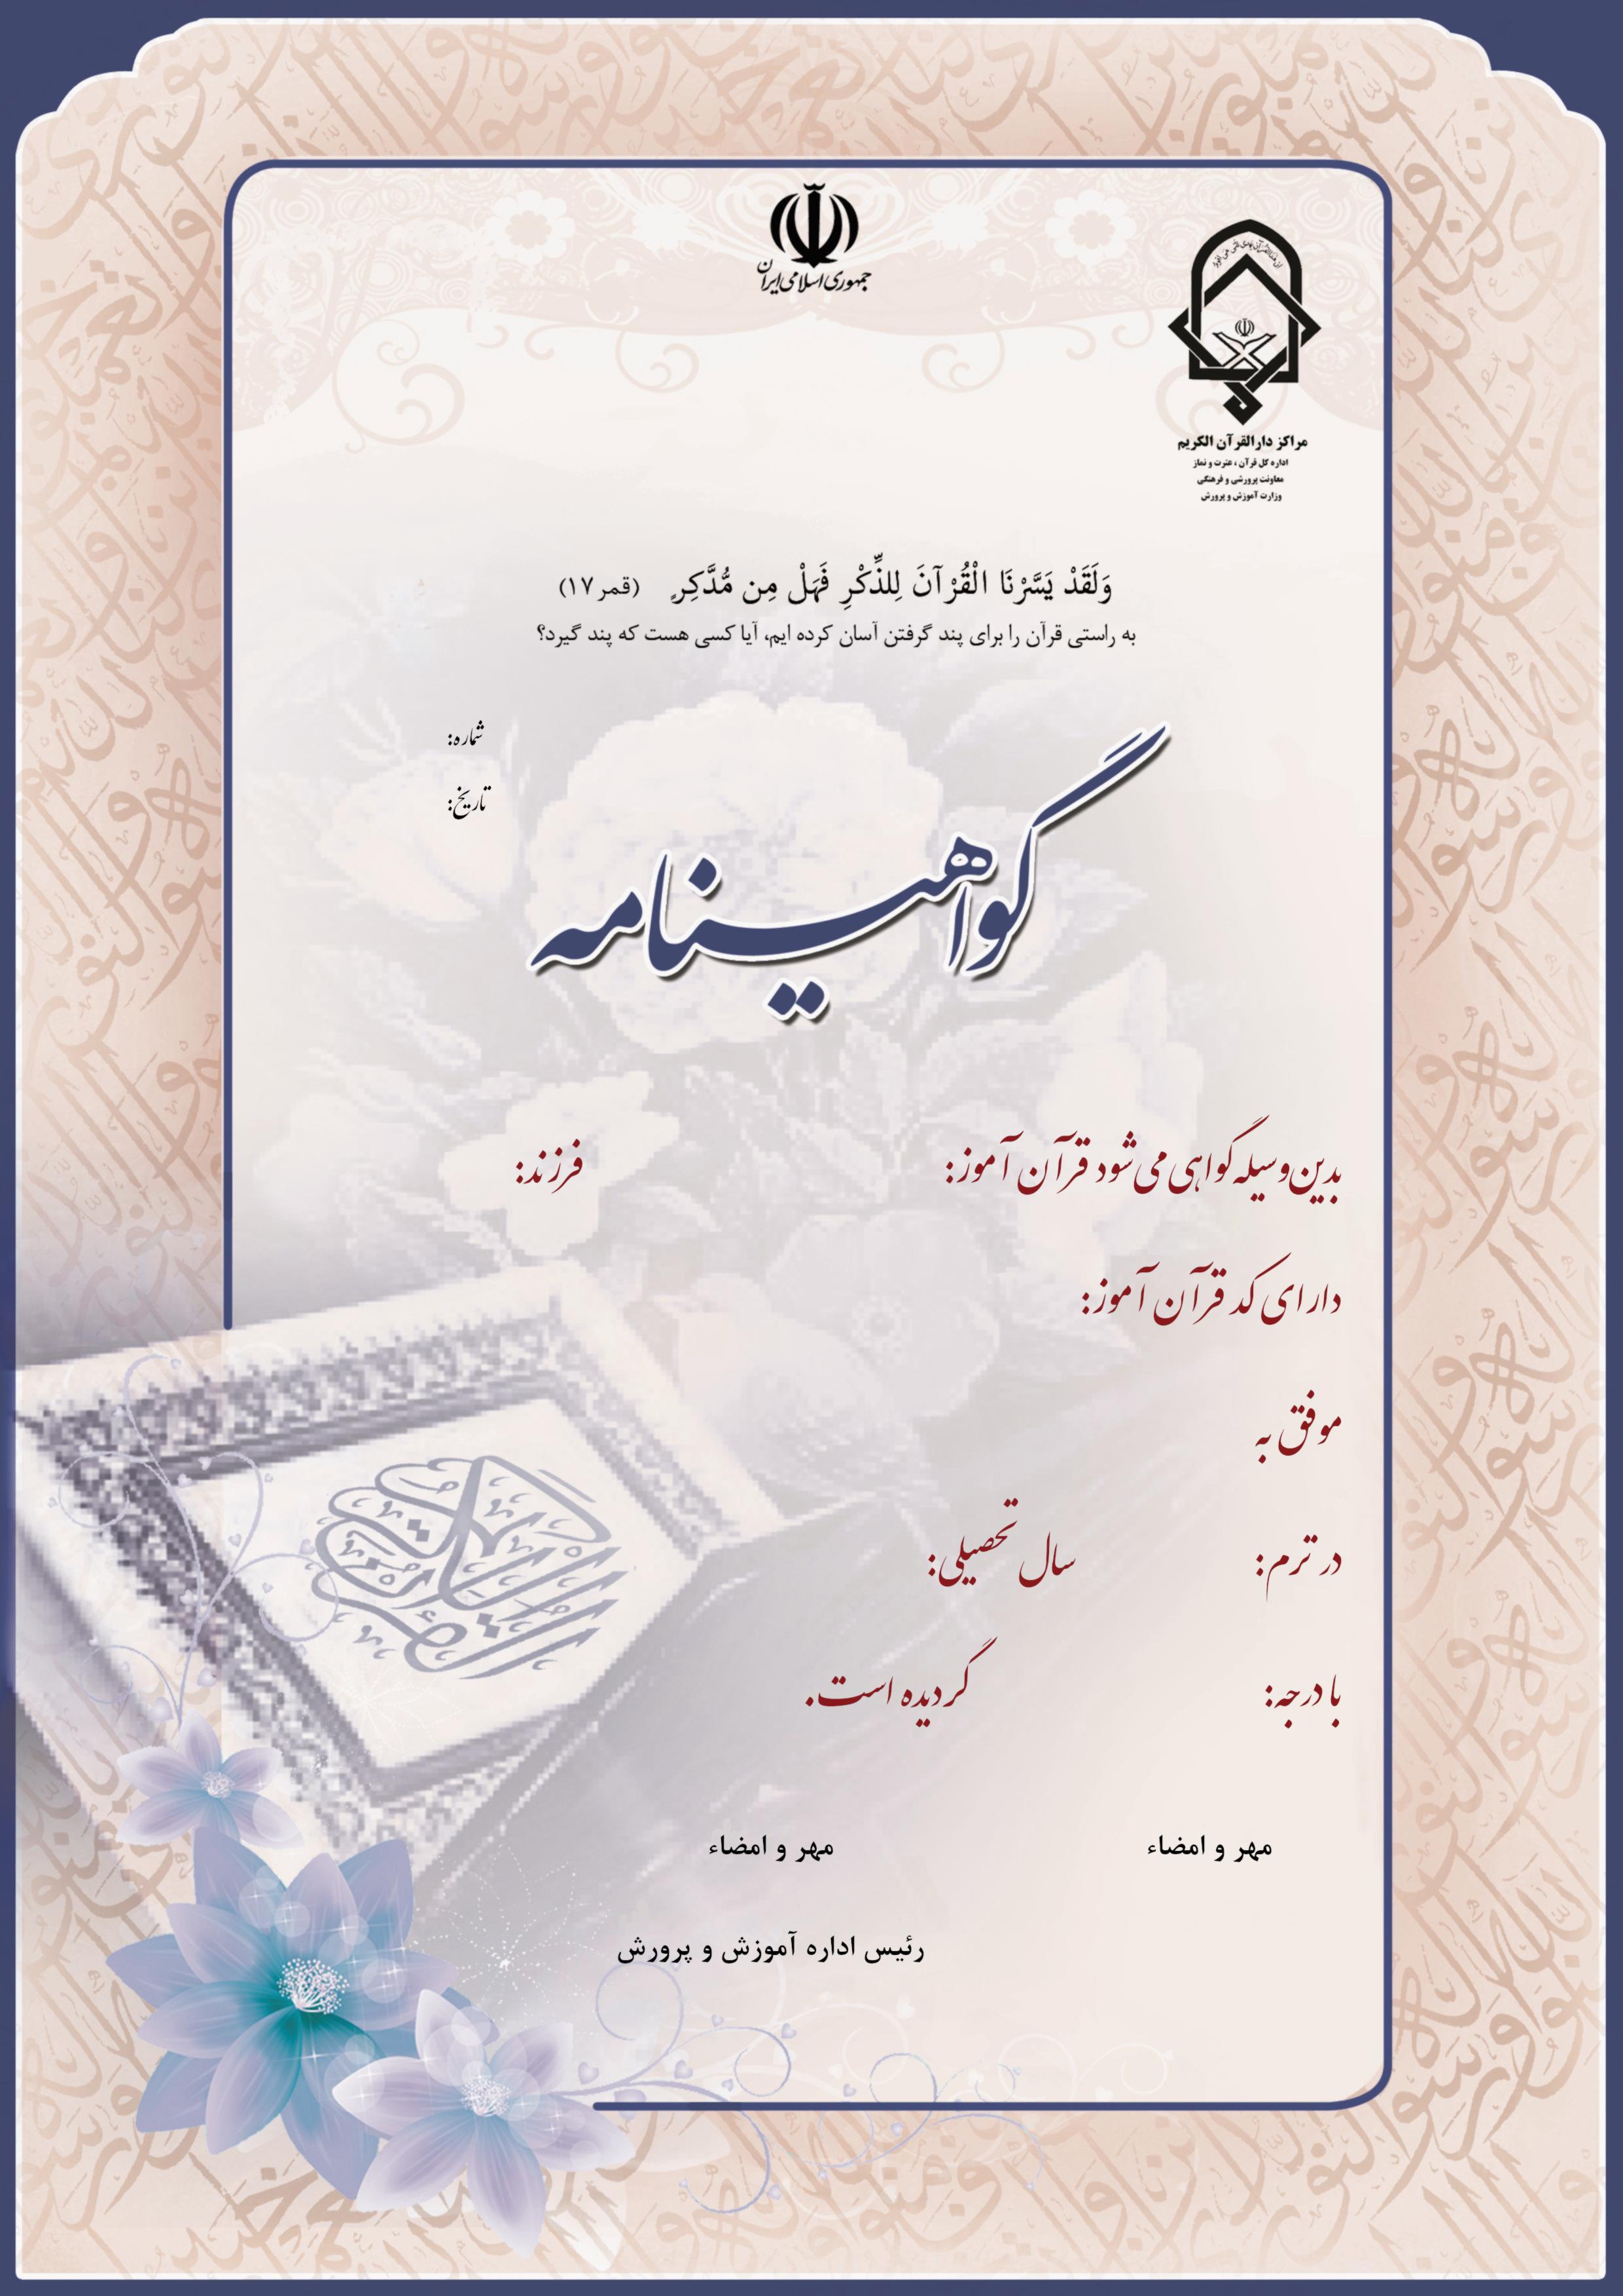 جمهوری اسلامی ایران
مراکز دارالقرآن الکریم
اداره کل قرآن ، عترت و نماز
معاونت پرورشی و فرهنگی
وزارت آموزش و پرورش
وَلَقَدْ يَسَّرْنَا الْقُرْآنَ لِلذِّكْرِ فَهَلْ مِن مُّدَّكِرٍ (قمر ۱۷)
به راستی قرآن را برای پند گرفتن آسان کرده ایم، آیا کسی هست که پند گیرد؟
شماره:
تاریخ:
گواهینامه
بدین وسیله گواهی می شود قرآن آموز: فرزند:
دارای کد قرآن آموز:
موفق به
در ترم: سال تحصیلی:
با درجه: گردیده است.
مهر و امضاء مهر و امضاء
رئیس اداره آموزش و پرورش